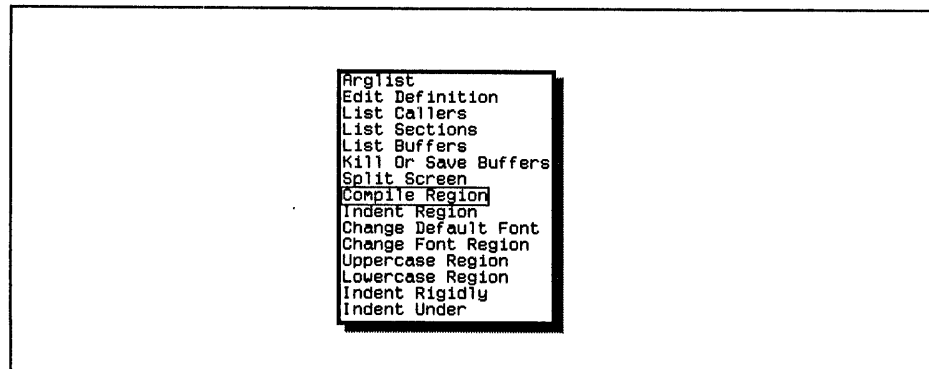 Arglist
Edit Definition
List Callers
List Sections
List Buffers
Kill Or Save Buffers
Split Screen
Compile Region
Indent Region
Change Default Font
Change Font Region
Uppercase Region
Lowercase Region
Indent Rigidly
Indent Under